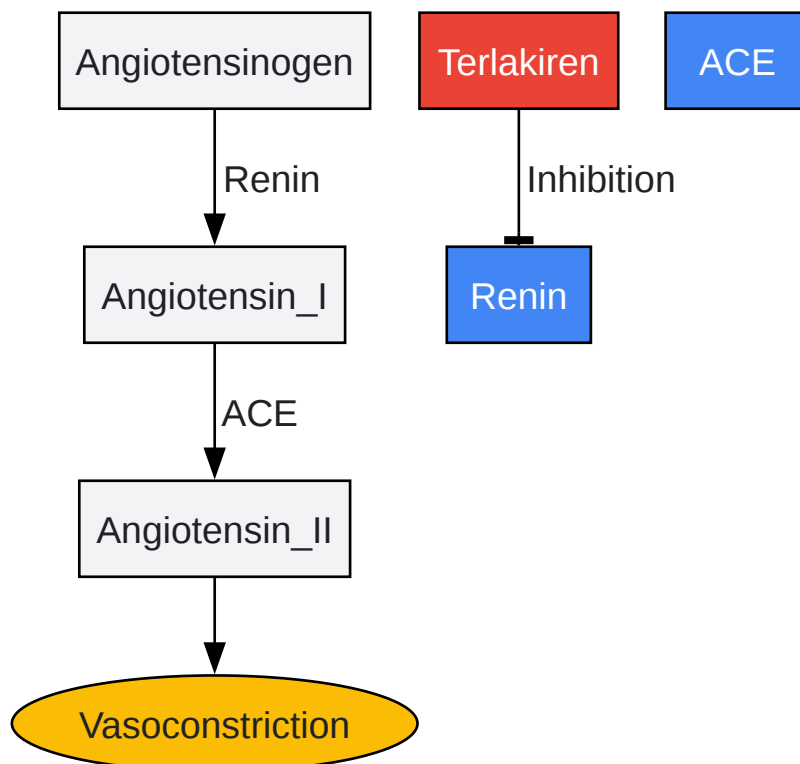 Angiotensinogen
Terlakiren
ACE
Renin
Inhibition
Angiotensin_I
Renin
ACE
Angiotensin_II
Vasoconstriction